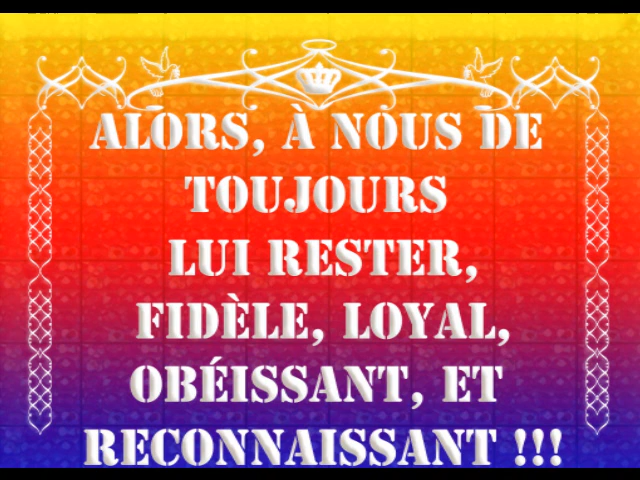 ALORS, À NOUS DE
TOUJOURS
LUI RESTER,
FIDÈLE, LOYAL,
OBÉISSANT, ET
RECONNAISSANT !!!